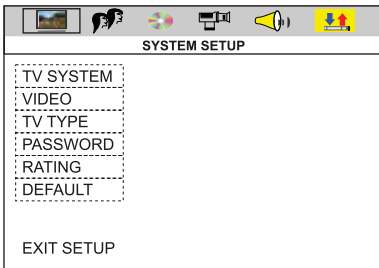 SYSTEM SETUP
TV SYSTEM
VIDEO
TV TYPE
PASSWORD
RATING
DEFAULT
EXIT SETUP